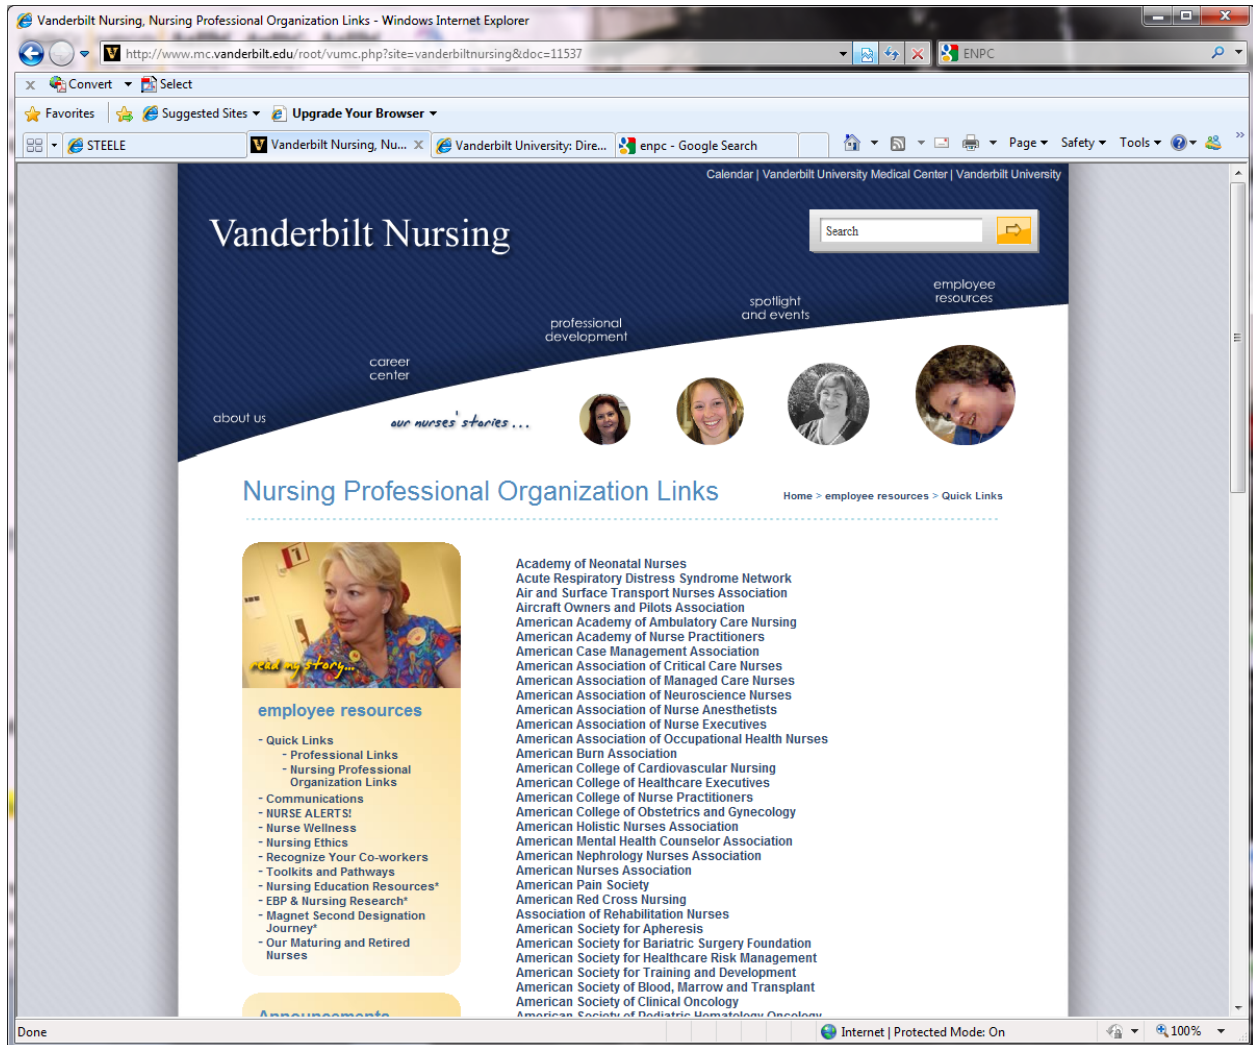 Vanderbilt Nursing, Nursing Professional Organization Links - Windows Internet Explorer
http://www.mc.vanderbilt.edu/root/vumc.php?site=vanderbiltnursing&doc=11537
ENPC
x Convert Select
Favorites Suggested Sites Upgrade Your Browser
STEELE
Vanderbilt Nursing, Nu...
Vanderbilt University: Dire...
enpc - Google Search
Page Safety Tools
Calendar | Vanderbilt University Medical Center | Vanderbilt University
Vanderbilt Nursing
Search
employee
resources
spotlight
and events
professional
development
career
center
about us
our nurses' stories ...
Nursing Professional Organization Links
Home > employee resources > Quick Links
read my story...
employee resources
- Quick Links
- Professional Links
- Nursing Professional
Organization Links
- Communications
- NURSE ALERTS!
- Nurse Wellness
- Nursing Ethics
- Recognize Your Co-workers
- Toolkits and Pathways
- Nursing Education Resources*
- EBP & Nursing Research*
- Magnet Second Designation
Journey*
- Our Maturing and Retired
Nurses
Announcements
Academy of Neonatal Nurses
Acute Respiratory Distress Syndrome Network
Air and Surface Transport Nurses Association
Aircraft Owners and Pilots Association
American Academy of Ambulatory Care Nursing
American Academy of Nurse Practitioners
American Case Management Association
American Association of Critical Care Nurses
American Association of Managed Care Nurses
American Association of Neuroscience Nurses
American Association of Nurse Anesthetists
American Association of Nurse Executives
American Association of Occupational Health Nurses
American Burn Association
American College of Cardiovascular Nursing
American College of Healthcare Executives
American College of Nurse Practitioners
American College of Obstetrics and Gynecology
American Holistic Nurses Association
American Mental Health Counselor Association
American Nephrology Nurses Association
American Nurses Association
American Pain Society
American Red Cross Nursing
Association of Rehabilitation Nurses
American Society for Apheresis
American Society for Bariatric Surgery Foundation
American Society for Healthcare Risk Management
American Society for Training and Development
American Society of Blood, Marrow and Transplant
American Society of Clinical Oncology
American Society of Pediatric Hematology Oncology
Done
Internet | Protected Mode: On
100%